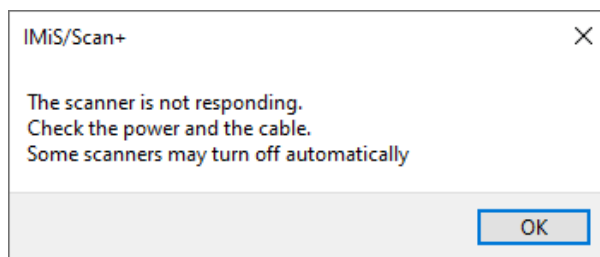 IMiS/Scan+
The scanner is not responding.
Check the power and the cable.
Some scanners may turn off automatically
OK